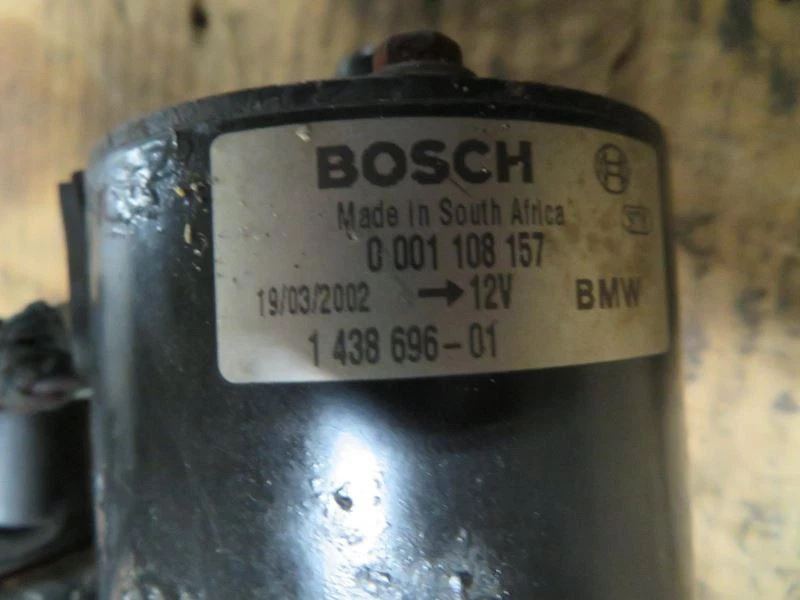 BOSCH
Made in South Africa
0 001 108 157
19/03/2002 → 12V BMW
1 438 696-01